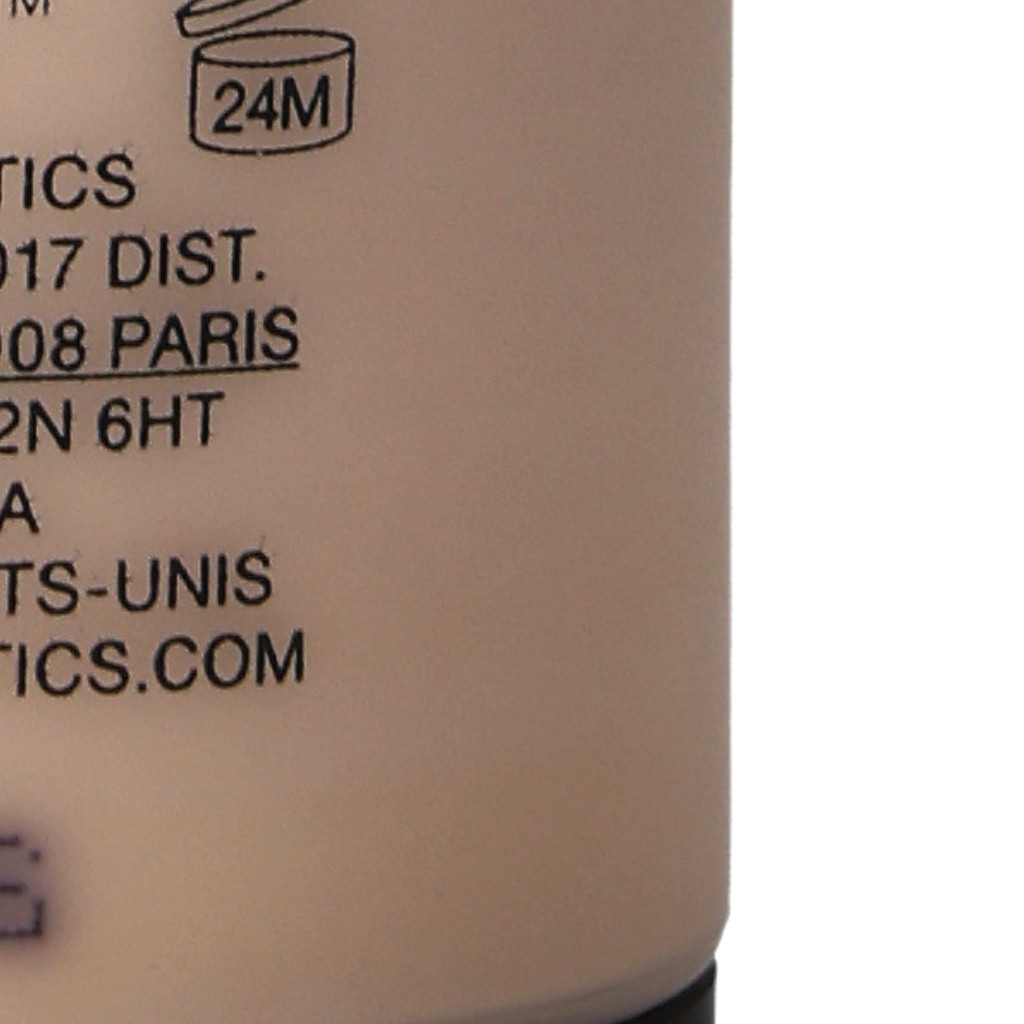 M
24M
TICS
017 DIST.
008 PARIS
2N 6HT
A
TS-UNIS
TICS.COM
E